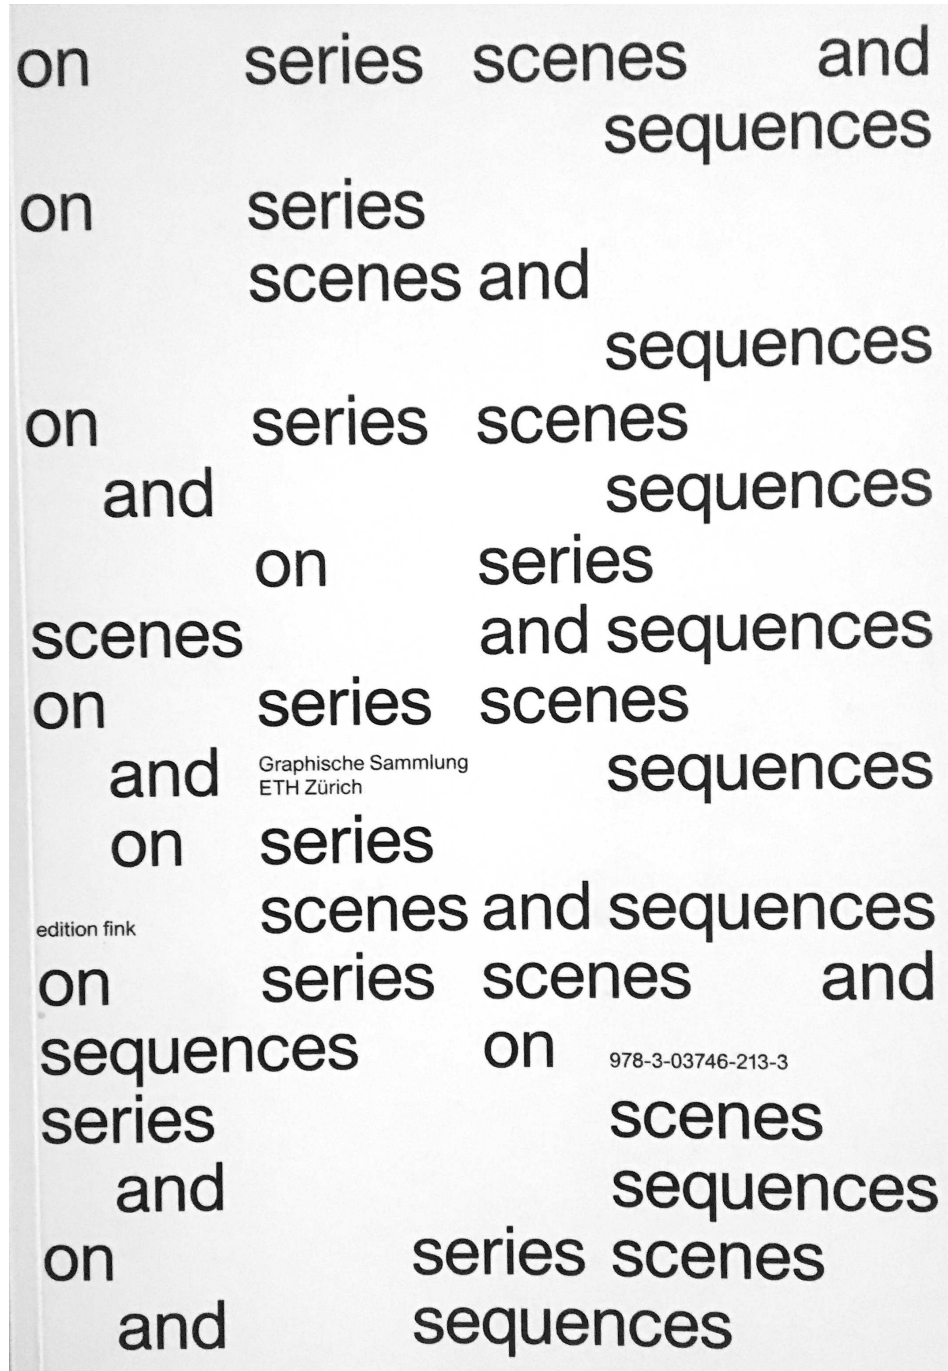 on series scenes and
sequences
on series
scenes and
sequences
on series scenes
and sequences
on series
scenes and sequences
on series scenes
and Graphische Sammlung sequences
ETH Zürich
on series
scenes and sequences
edition fink
on series scenes and
sequences on 978-3-03746-213-3
series scenes
and sequences
on series scenes
and sequences